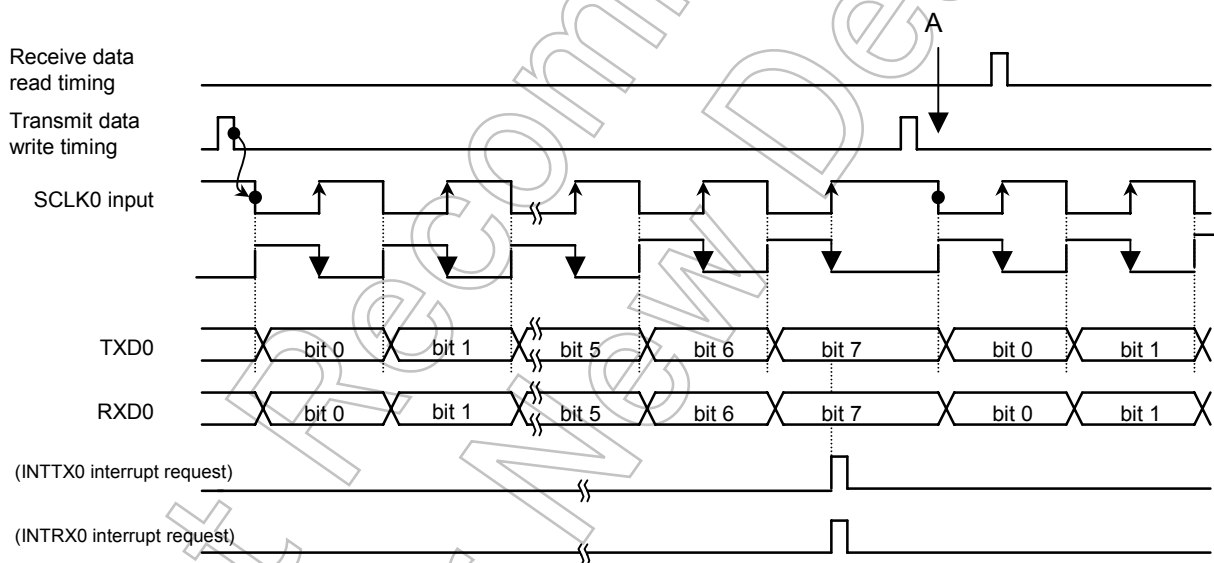 A
Receive data
read timing
Transmit data
write timing
SCLK0 input
TXD0
bit 0
bit 1
bit 5
bit 6
bit 7
bit 0
bit 1
RXD0
bit 0
bit 1
bit 5
bit 6
bit 7
bit 0
bit 1
(INTTX0 interrupt request)
(INTRX0 interrupt request)